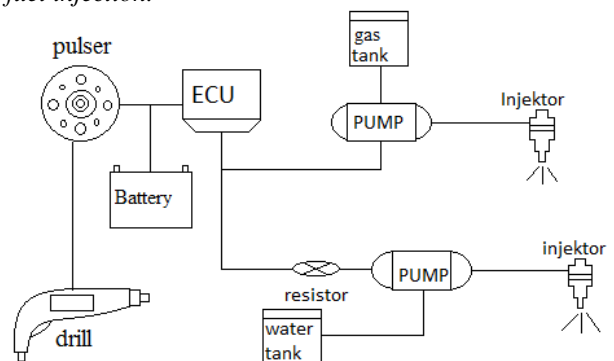 fuel injection.
pulser
ECU
gas
tank
PUMP
Injektor
Battery
resistor
PUMP
injektor
drill
water
tank